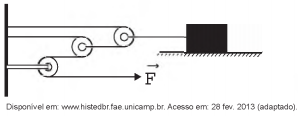 F
Disponível em: www.histedbr.fae.unicamp.br. Acesso em: 28 fev. 2013 (adaptado).